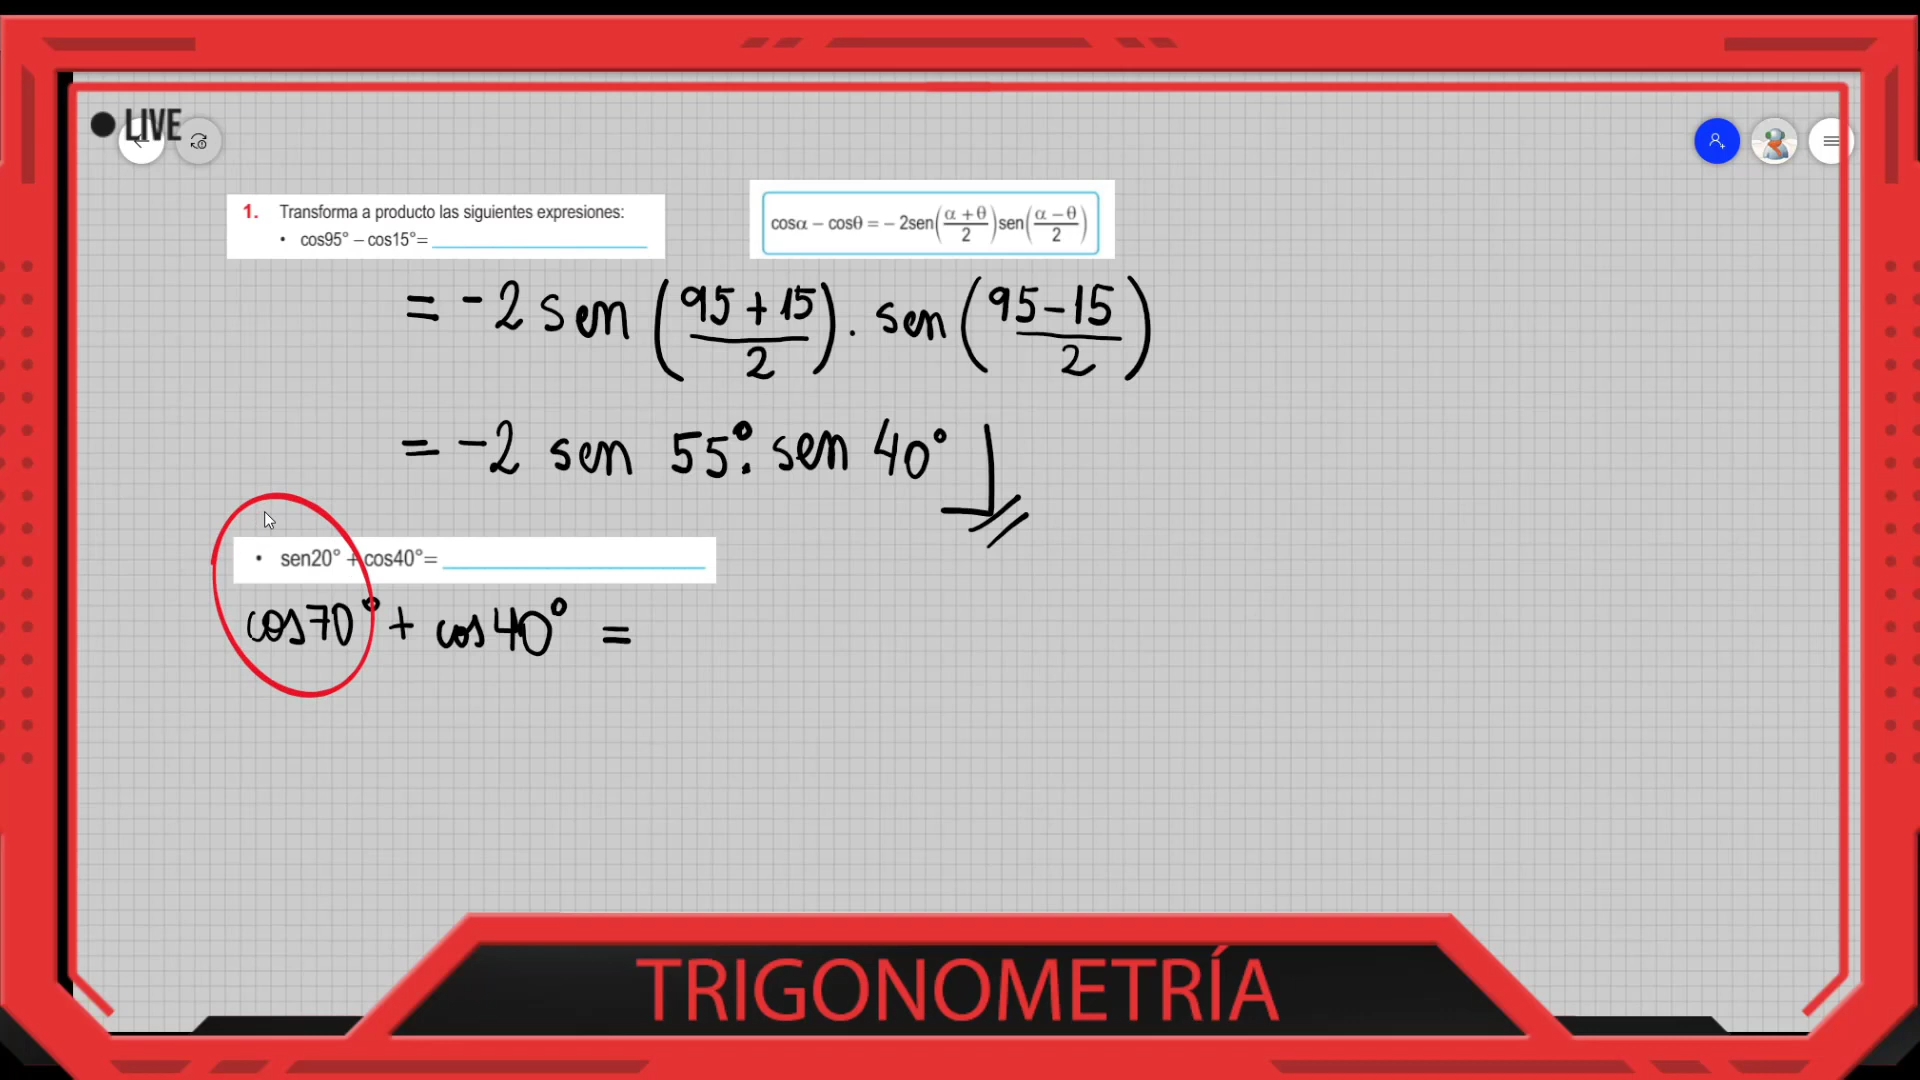 LIVE
1. Transforma a producto las siguientes expresiones:
• cos95° – cos15°=
cosα – cosθ = – 2sen(α + θ/2)sen(α – θ/2)
= -2 sen (95 + 15/2) . sen (95 - 15/2)
= -2 sen 55° . sen 40°
• sen20° + cos40°=
cos70° + cos40° =
TRIGONOMETRÍA